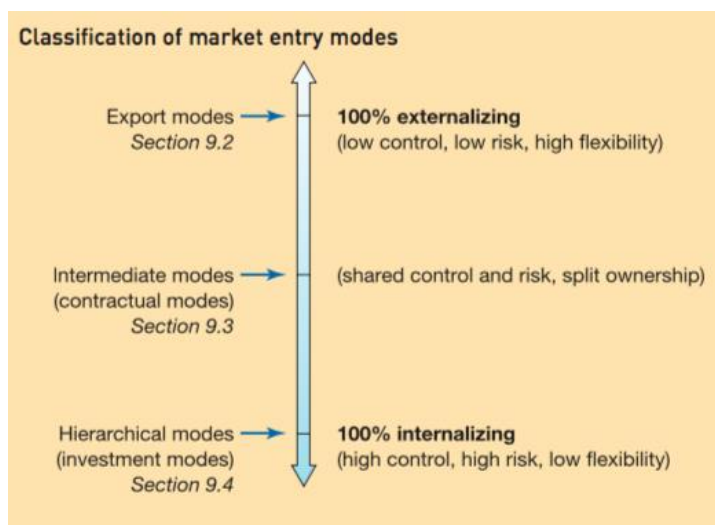 Classification of market entry modes
Export modes
Section 9.2
100% externalizing
(low control, low risk, high flexibility)
Intermediate modes
(contractual modes)
Section 9.3
(shared control and risk, split ownership)
Hierarchical modes
(investment modes)
Section 9.4
100% internalizing
(high control, high risk, low flexibility)